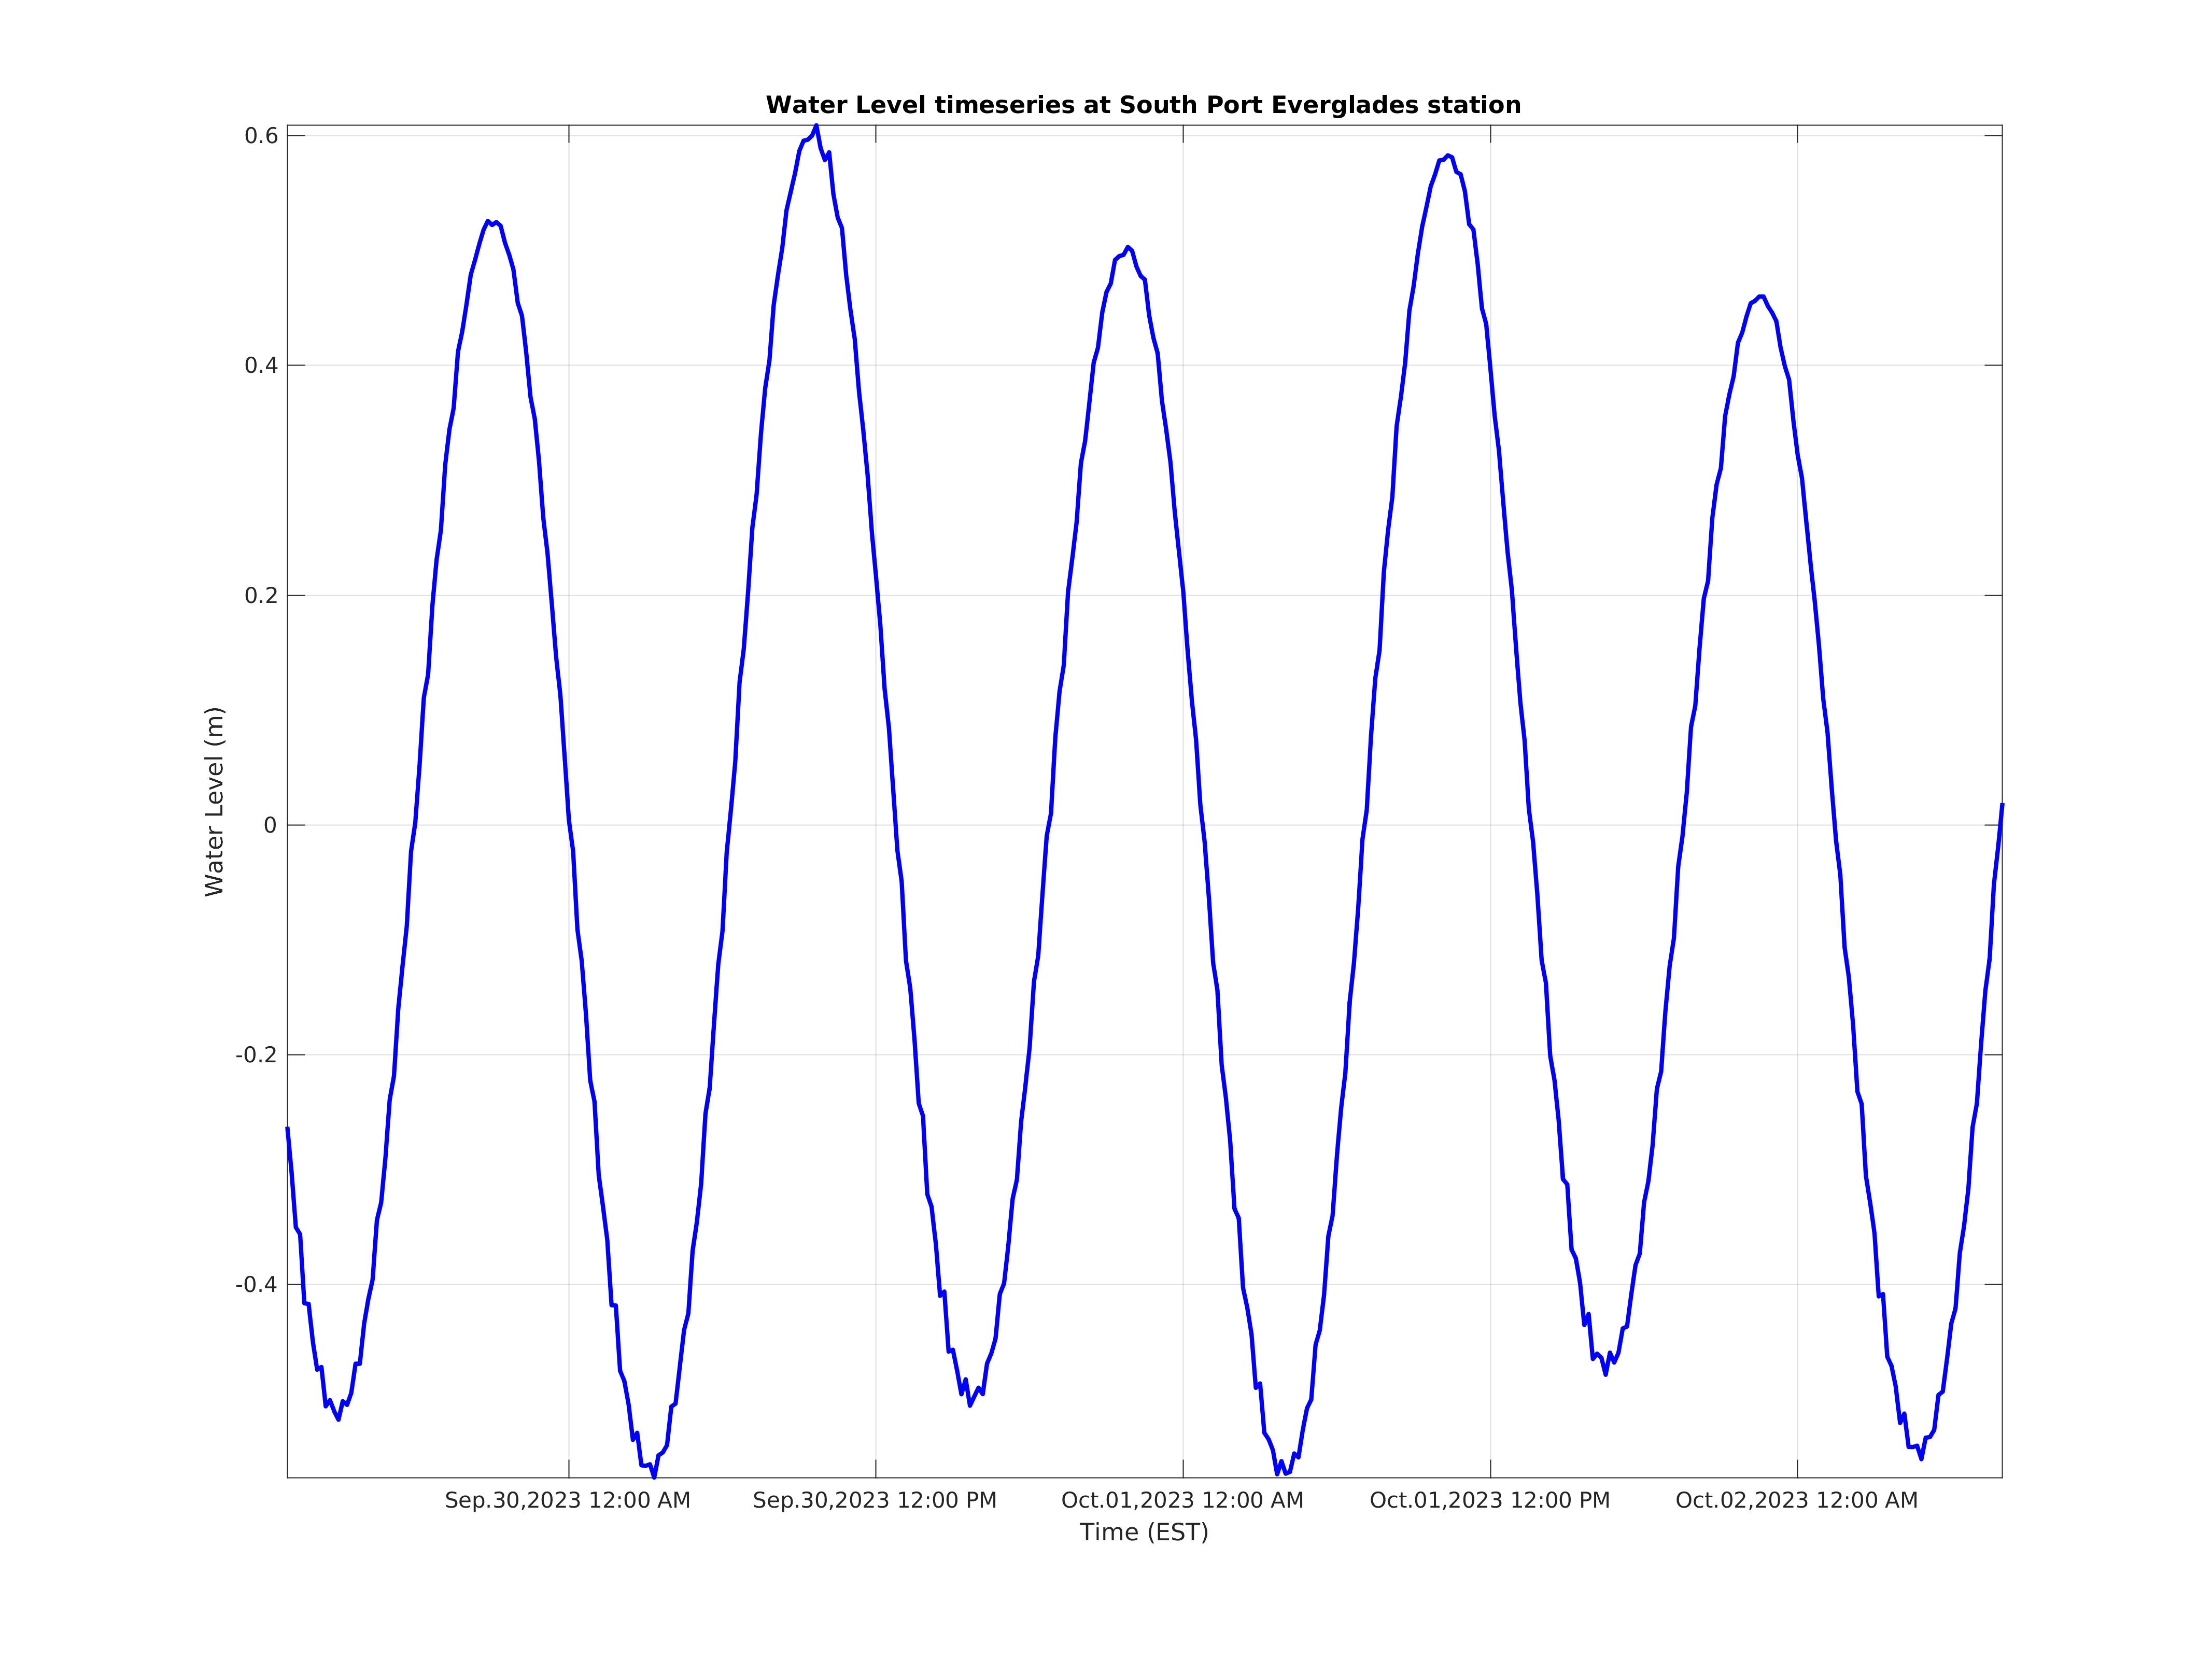 Water Level timeseries at South Port Everglades station
0.6
0.4
0.2
0
-0.2
-0.4
Water Level (m)
Sep.30,2023 12:00 AM
Sep.30,2023 12:00 PM
Oct.01,2023 12:00 AM
Oct.01,2023 12:00 PM
Oct.02,2023 12:00 AM
Time (EST)